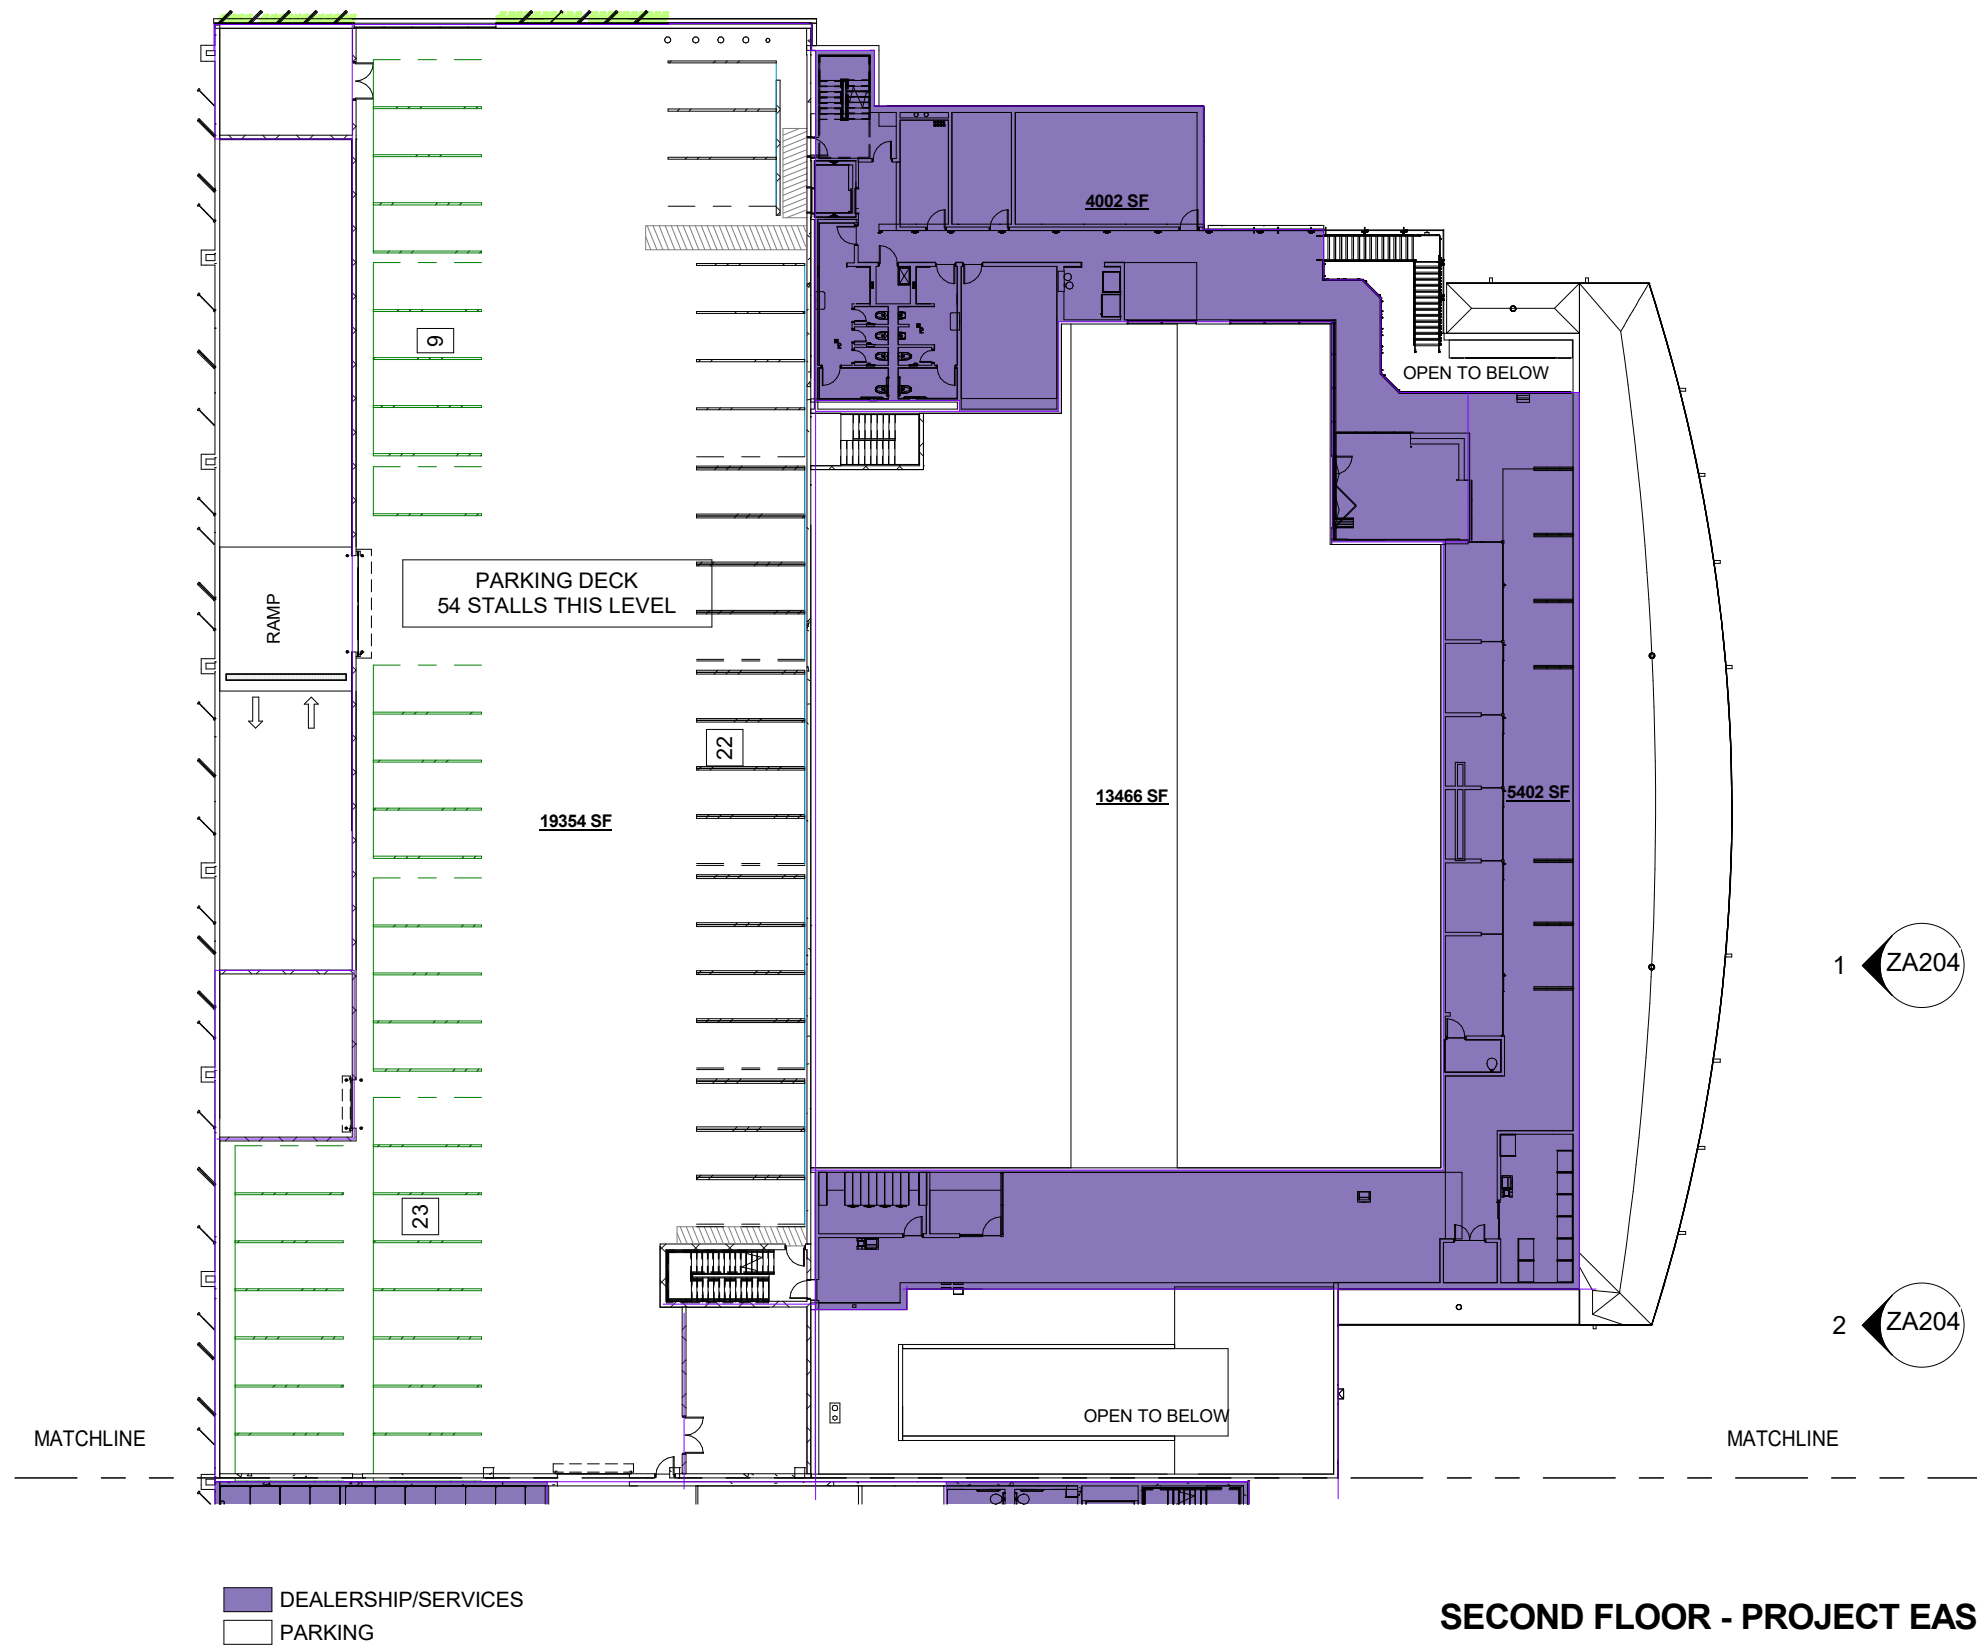 4002 SF
9
OPEN TO BELOW
PARKING DECK
54 STALLS THIS LEVEL
RAMP
22
13466 SF
5402 SF
19354 SF
1
ZA204
23
2
ZA204
OPEN TO BELOW
MATCHLINE
MATCHLINE
DEALERSHIP/SERVICES
PARKING
SECOND FLOOR - PROJECT EAS